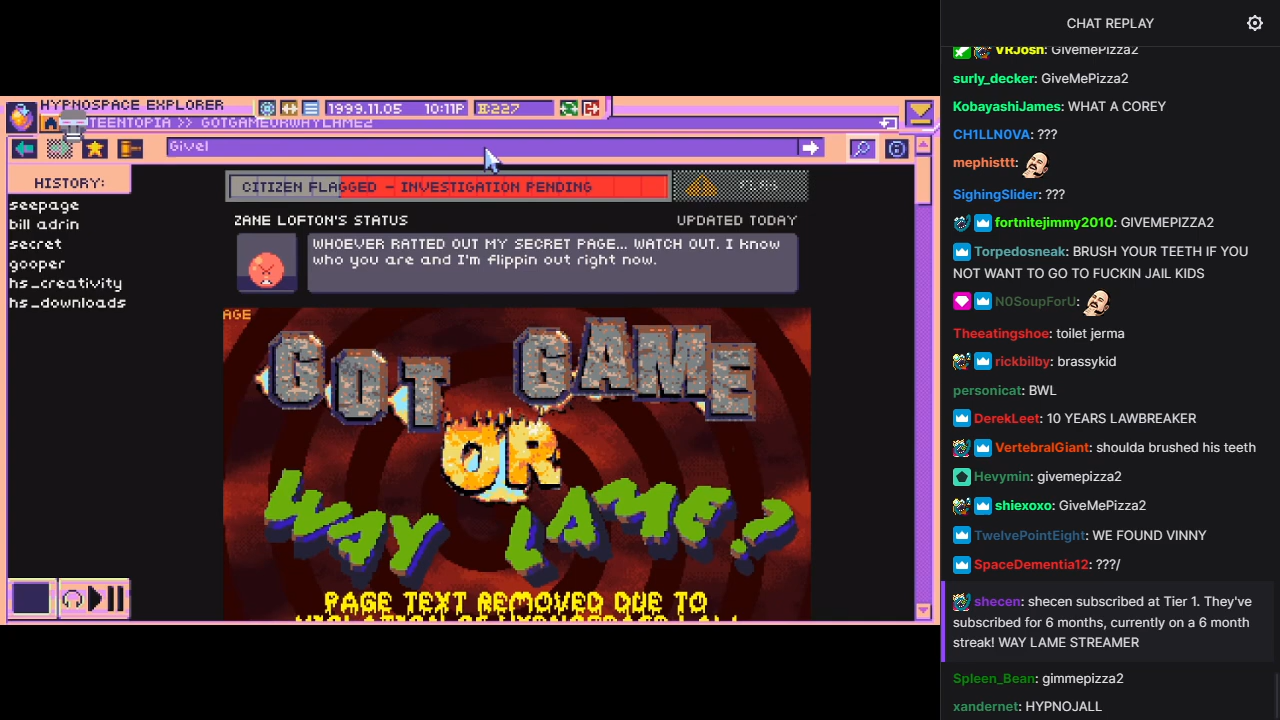 HYPNOSPACE EXPLORER
1999.11.05 10:11P
227
TEENTOPIA >> GOTGAMEORWAYLAME2
GiveI
HISTORY:
seepage
bill adrin
secret
gooper
hs_creativity
hs_downloads
CITIZEN FLAGGED - INVESTIGATION PENDING
ZANE LOFTON'S STATUS
UPDATED TODAY
WHOEVER RATTED OUT MY SECRET PAGE... WATCH OUT. I know
who you are and I'm flippin out right now.
AGE
GOT GAME
OR
WAY LAME?
PAGE TEXT REMOVED DUE TO
VIOLATION OF HYPNOSPACE LAW
CHAT REPLAY
VRJosh: GivemePizza2
surly_decker: GiveMePizza2
KobayashiJames: WHAT A COREY
CH1LLN0VA: ???
mephisttt:
SighingSlider: ???
fortnitejimmy2010: GIVEMEPIZZA2
Torpedosneak: BRUSH YOUR TEETH IF YOU
NOT WANT TO GO TO FUCKIN JAIL KIDS
N0SoupForU:
Theeatingshoe: toilet jerma
rickbilby: brassykid
personicat: BWL
DerekLeet: 10 YEARS LAWBREAKER
VertebralGiant: shoulda brushed his teeth
Hevymin: givemepizza2
shiexoxo: GiveMePizza2
TwelvePointEight: WE FOUND VINNY
SpaceDementia12: ???/
shecen: shecen subscribed at Tier 1. They've
subscribed for 6 months, currently on a 6 month
streak! WAY LAME STREAMER
Spleen_Bean: gimmepizza2
xandernet: HYPNOJALL